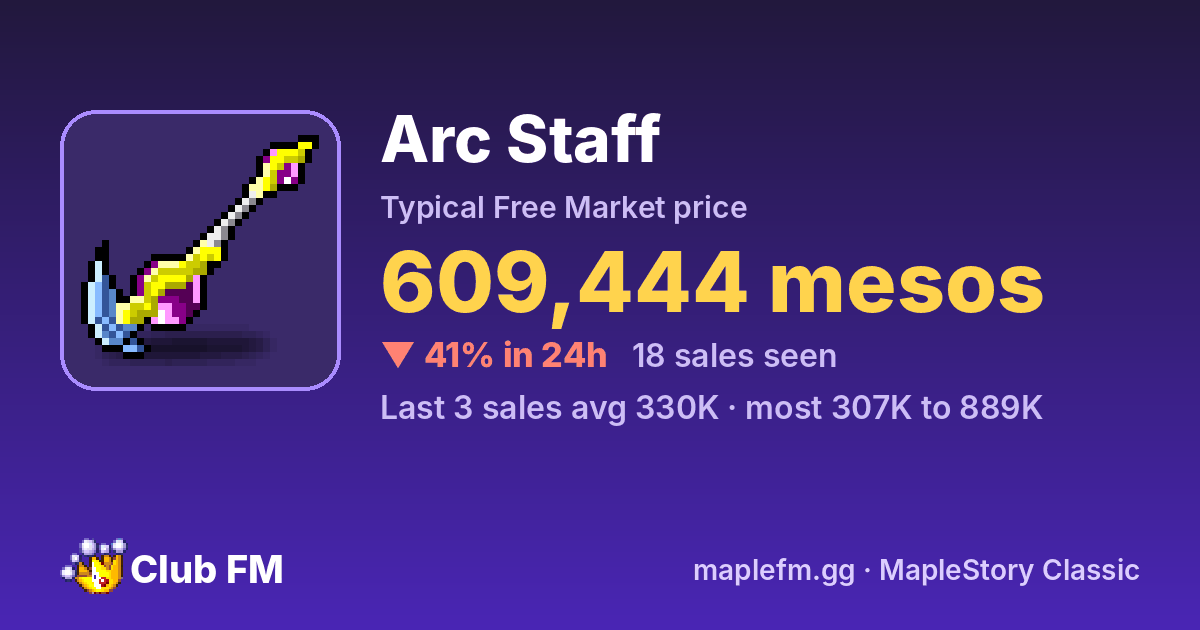 Arc Staff
Typical Free Market price
609,444 mesos
▼ 41% in 24h 18 sales seen
Last 3 sales avg 330K · most 307K to 889K
Club FM
maplefm.gg · MapleStory Classic